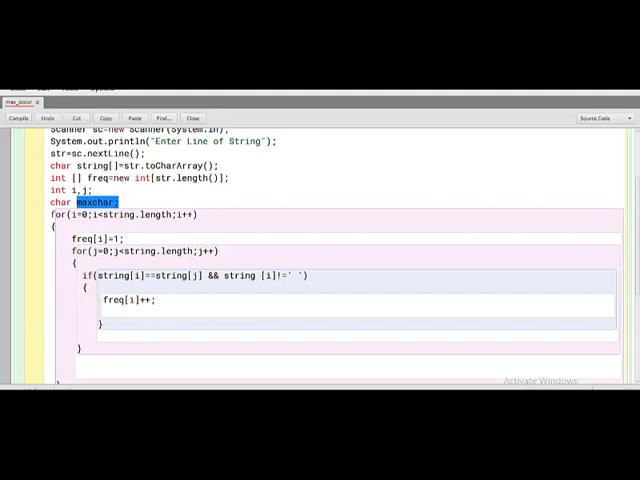 max_occur ×
Compile Undo Cut Copy Paste Find... Close Source Code
Scanner sc=new Scanner(System.in);
System.out.println("Enter Line of String");
str=sc.nextLine();
char string[]=str.toCharArray();
int [] freq=new int[str.length()];
int i,j;
char maxchar;
for(i=0;i<string.length;i++)
{
freq[i]=1;
for(j=0;j<string.length;j++)
{
if(string[i]==string[j] && string [i]!=' ')
{
freq[i]++;
}
}
Activate Windows